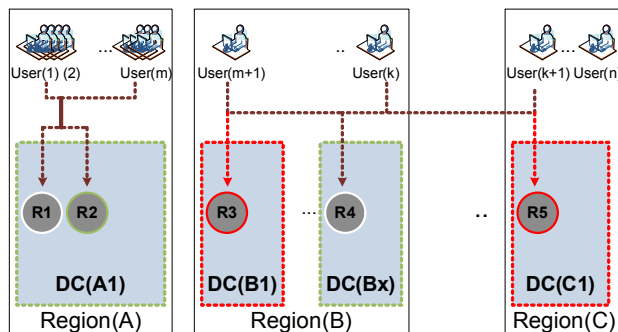 ... .. ...
User(1) (2) User(m) User(m+1) User(k) User(k+1) User(n)
R1 R2 R3 ... R4 .. R5
DC(A1) DC(B1) DC(Bx) DC(C1)
Region(A) Region(B) Region(C)